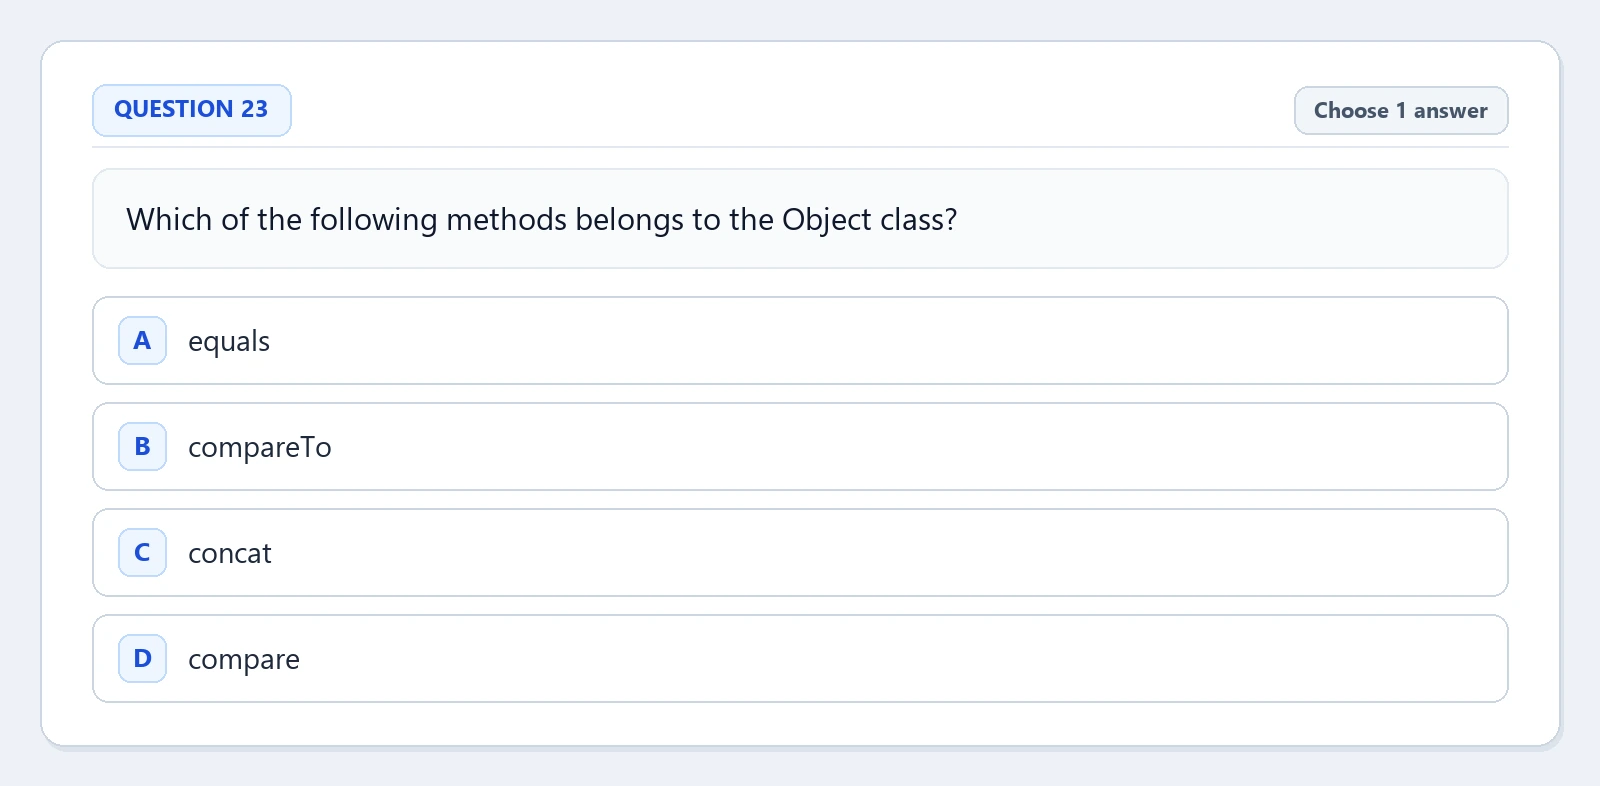 QUESTION 23
Choose 1 answer
Which of the following methods belongs to the Object class?
A equals
B compareTo
C concat
D compare